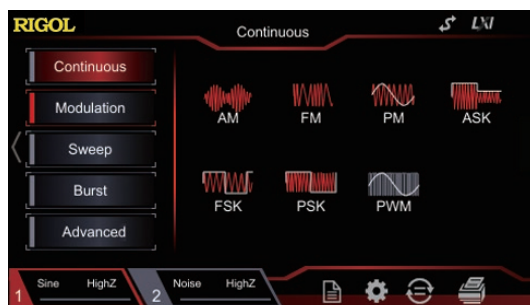 RIGOL
Continuous
LXI
Continuous
Modulation
Sweep
Burst
Advanced
AM FM PM ASK
FSK PSK PWM
1 Sine HighZ 2 Noise HighZ